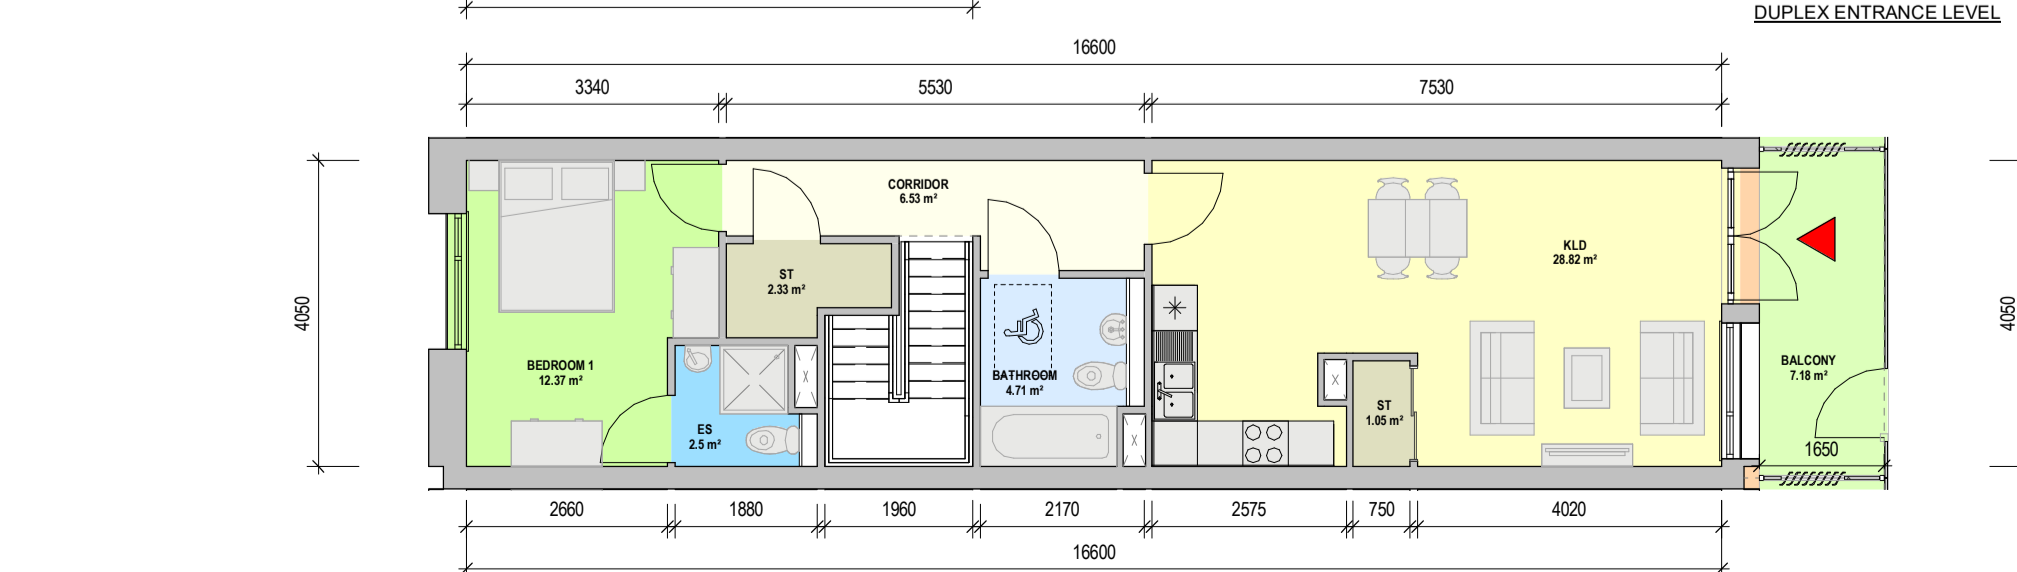 DUPLEX ENTRANCE LEVEL
16600
3340
5530
7530
CORRIDOR
6.53 m²
ST
2.33 m²
KLD
28.82 m²
4050
4050
BEDROOM 1
12.37 m²
BATHROOM
4.71 m²
BALCONY
7.18 m²
ST
1.05 m²
ES
2.5 m²
1650
2660
1880
1960
2170
2575
750
4020
16600